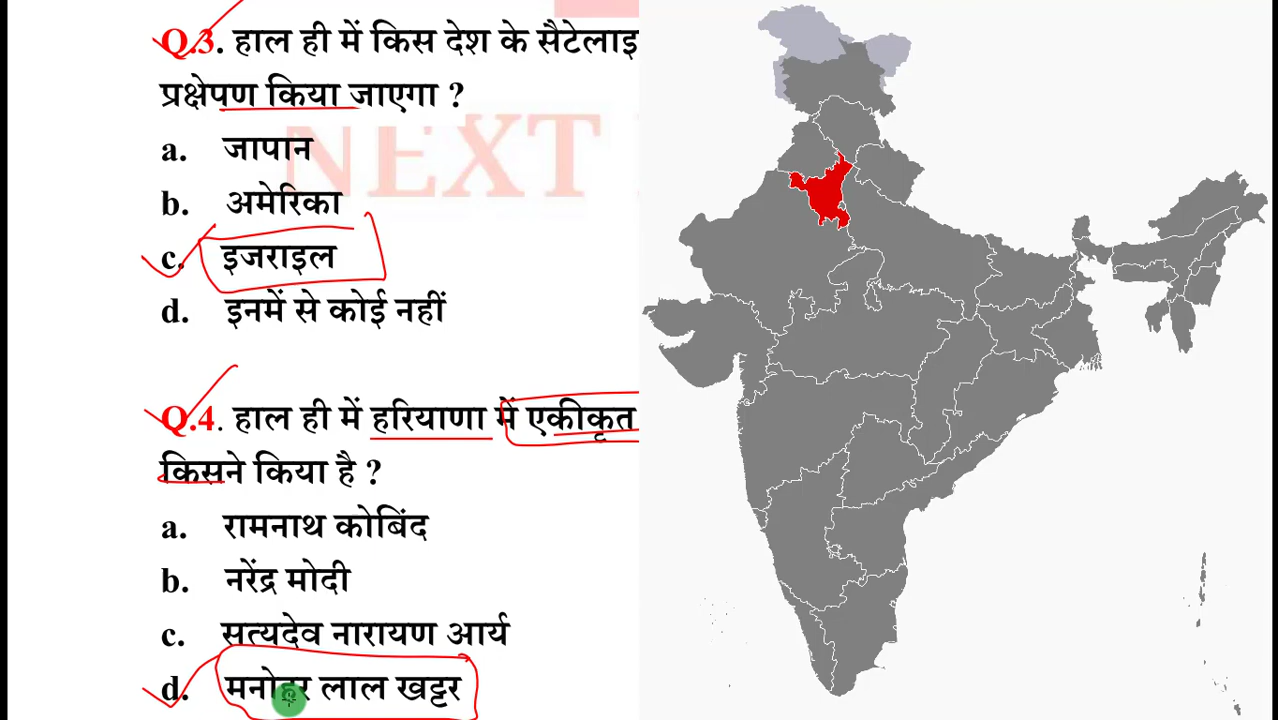 Q.3. हाल ही में किस देश के सैटेलाइ
प्रक्षेपण किया जाएगा ?
NEXT
a. जापान
b. अमेरिका
c. इजराइल
d. इनमें से कोई नहीं
Q.4. हाल ही में हरियाणा में एकीकृत
किसने किया है ?
a. रामनाथ कोबिंद
b. नरेंद्र मोदी
c. सत्यदेव नारायण आर्य
d. मनोहर लाल खट्टर